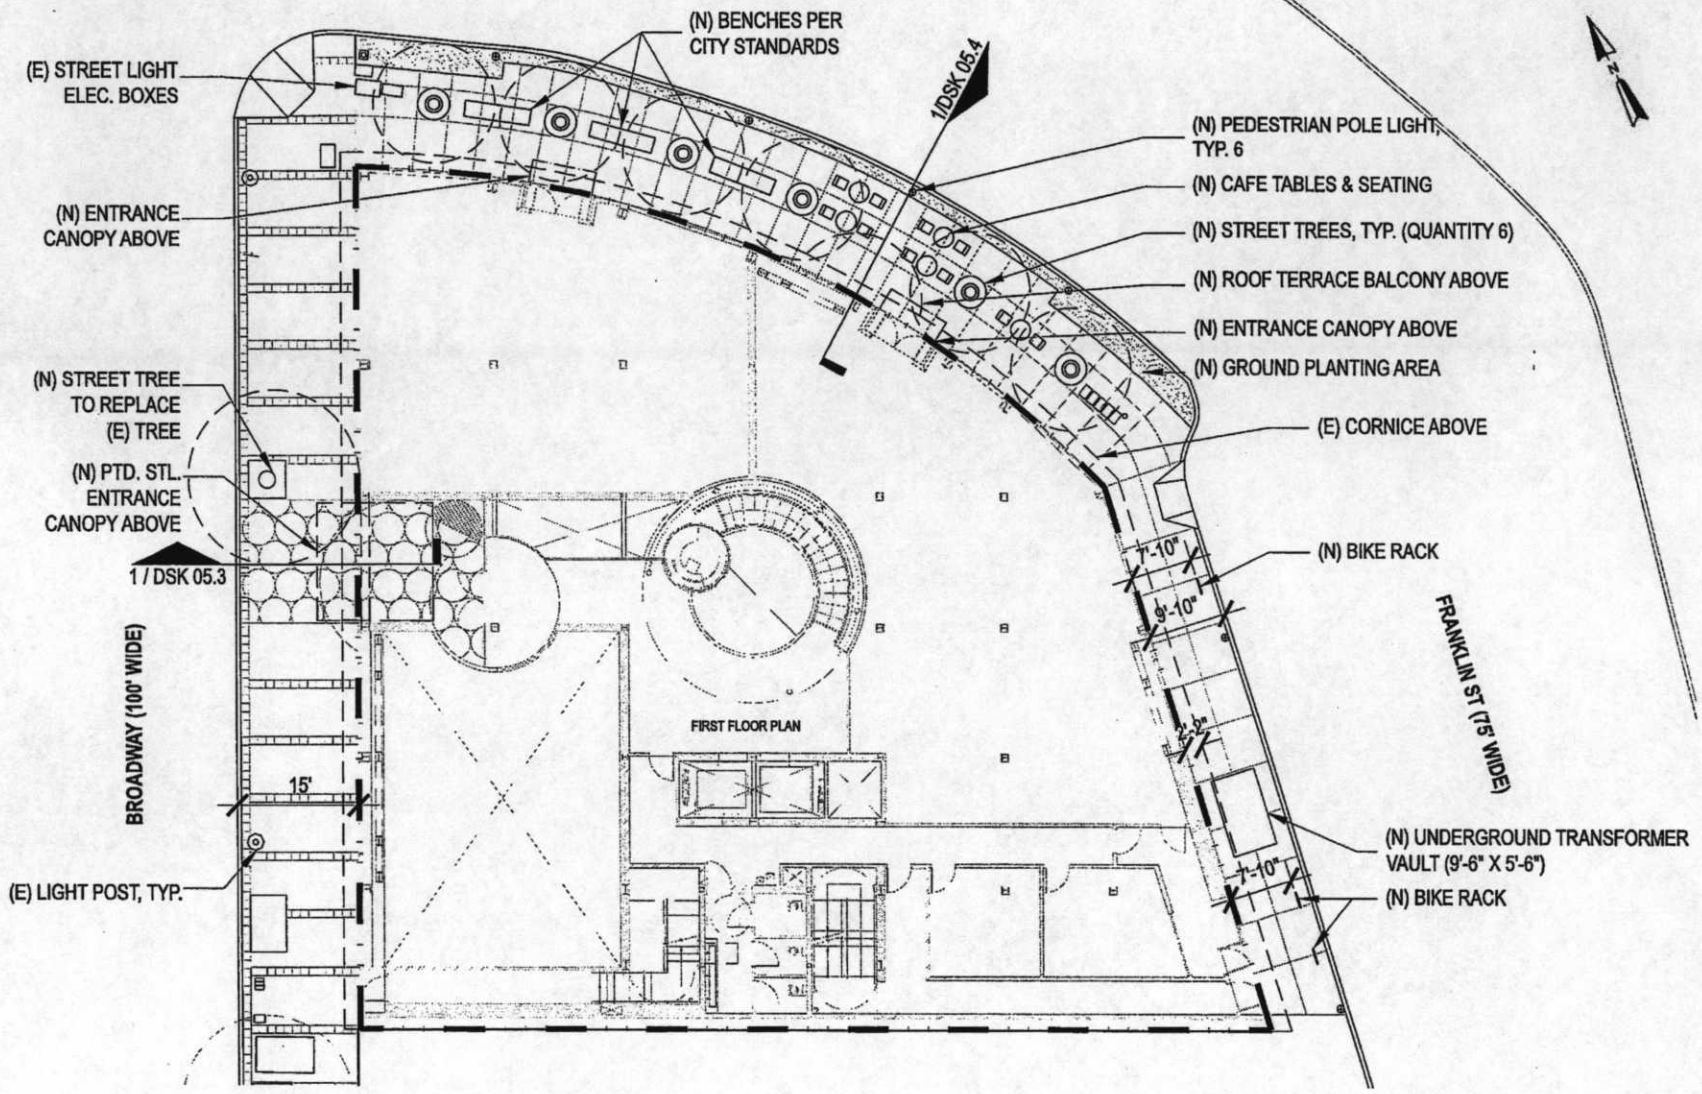 (N) BENCHES PER
CITY STANDARDS
(E) STREET LIGHT
ELEC. BOXES
1/DSK 05.4
N
(N) PEDESTRIAN POLE LIGHT,
TYP. 6
(N) CAFE TABLES & SEATING
(N) ENTRANCE
CANOPY ABOVE
(N) STREET TREES, TYP. (QUANTITY 6)
(N) ROOF TERRACE BALCONY ABOVE
(N) ENTRANCE CANOPY ABOVE
(N) GROUND PLANTING AREA
(N) STREET TREE
TO REPLACE
(E) TREE
(E) CORNICE ABOVE
(N) PTD. STL.
ENTRANCE
CANOPY ABOVE
1 / DSK 05.3
7'-10"
(N) BIKE RACK
9'-10"
FRANKLIN ST (75' WIDE)
BROADWAY (100' WIDE)
FIRST FLOOR PLAN
2'-2"
15'
(N) UNDERGROUND TRANSFORMER
VAULT (9'-6" X 5'-6")
7'-10"
(N) BIKE RACK
(E) LIGHT POST, TYP.